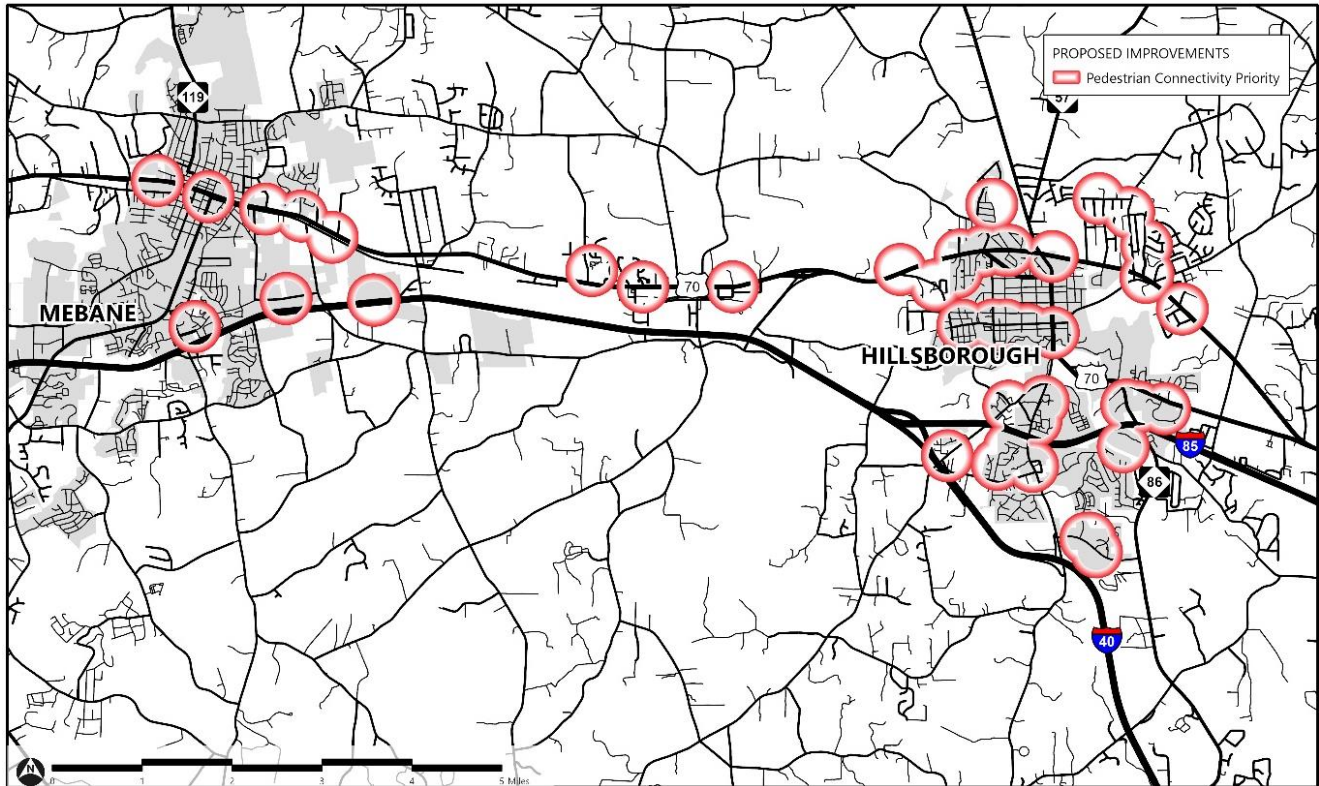 PROPOSED IMPROVEMENTS
Pedestrian Connectivity Priority
119
57
70
MEBANE
HILLSBOROUGH
70
85
86
40
N
0 1 2 3 4 5 Miles